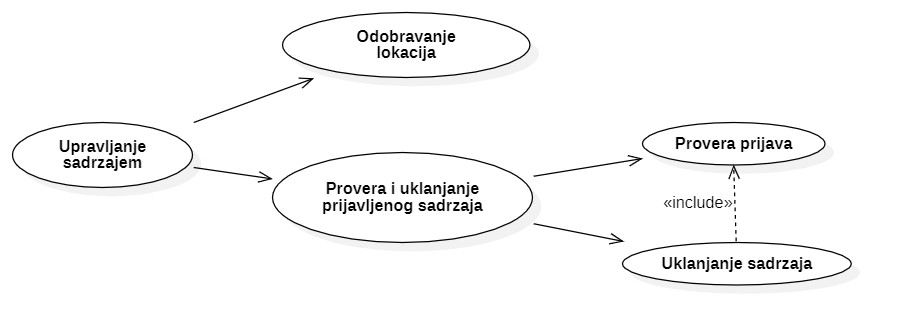 Odobravanje
lokacija
Upravljanje
sadrzajem
Provera i uklanjanje
prijavljenog sadrzaja
Provera prijava
«include»
Uklanjanje sadrzaja